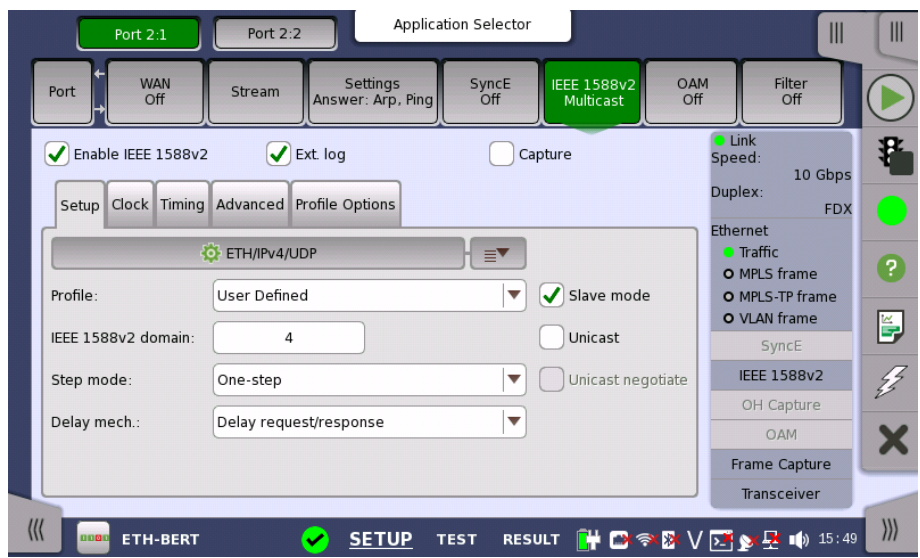 Application Selector
Port 2:1
Port 2:2
Port
WAN
Off
Stream
Settings
Answer: Arp, Ping
SyncE
Off
IEEE 1588v2
Multicast
OAM
Off
Filter
Off
Enable IEEE 1588v2
Ext. log
Capture
Setup
Clock
Timing
Advanced
Profile Options
ETH/IPv4/UDP
Profile:
User Defined
Slave mode
IEEE 1588v2 domain:
4
Unicast
Step mode:
One-step
Unicast negotiate
Delay mech.:
Delay request/response
Link
Speed:
10 Gbps
Duplex:
FDX
Ethernet
Traffic
MPLS frame
MPLS-TP frame
VLAN frame
SyncE
IEEE 1588v2
OH Capture
OAM
Frame Capture
Transceiver
ETH-BERT
SETUP
TEST
RESULT
V
15:49